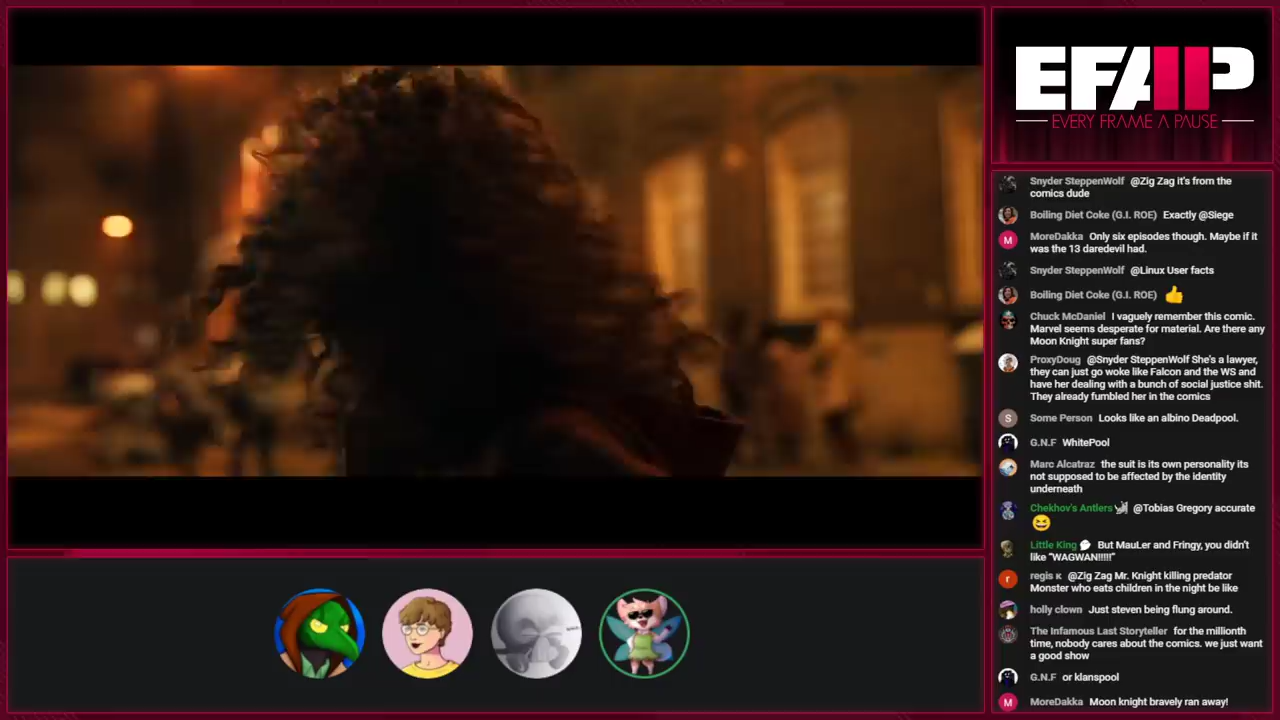 EFAP
EVERY FRAME A PAUSE
Snyder SteppenWolf @Zig Zag it's from the
comics dude
Boiling Diet Coke (G.I. ROE) Exactly @Siege
M
MoreDakka Only six episodes though. Maybe if it
was the 13 daredevil had.
Snyder SteppenWolf @Linux User facts
Boiling Diet Coke (G.I. ROE) 👍
Chuck McDaniel I vaguely remember this comic.
Marvel seems desperate for material. Are there any
Moon Knight super fans?
ProxyDoug @Snyder SteppenWolf She's a lawyer,
they can just go woke like Falcon and the WS and
have her dealing with a bunch of social justice shit.
They already fumbled her in the comics
S
Some Person Looks like an albino Deadpool.
G.N.F WhitePool
Marc Alcatraz the suit is its own personality its
not supposed to be affected by the identity
underneath
Chekhov's Antlers @Tobias Gregory accurate
😆
Little King But MauLer and Fringy, you didn't
like "WAGWAN!!!!!"
r
regis κ @Zig Zag Mr. Knight killing predator
Monster who eats children in the night be like
holly clown Just steven being flung around.
The Infamous Last Storyteller for the millionth
time, nobody cares about the comics. we just want
a good show
G.N.F or klanspool
M
MoreDakka Moon knight bravely ran away!